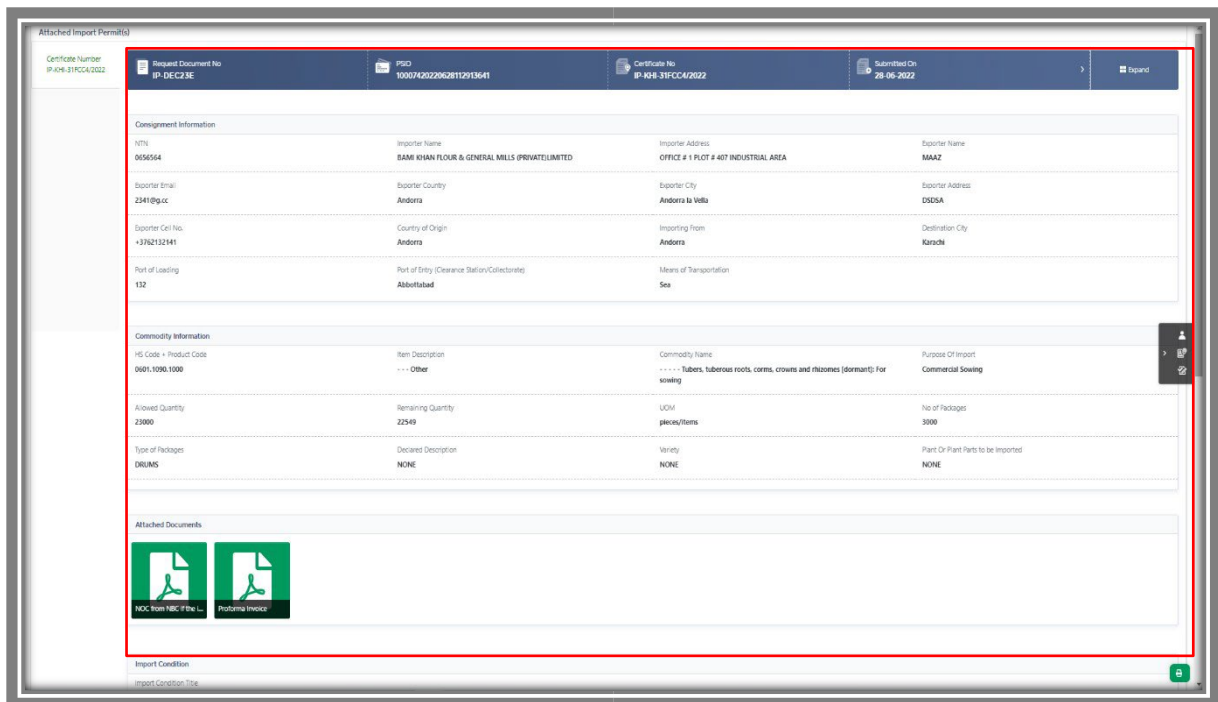 Attached Import Permit(s)
Certificate Number
IP-KHI-31FCC4/2022
Request Document No
IP-DEC23E
PSID
10007420220628112913641
Certificate No
IP-KHI-31FCC4/2022
Submitted On
28-06-2022
Expand
Consignment Information
NTN
0656564
Importer Name
BAMI KHAN FLOUR & GENERAL MILLS (PRIVATE)LIMITED
Importer Address
OFFICE # 1 PLOT # 407 INDUSTRIAL AREA
Exporter Name
MAAZ
Exporter Email
2341@g.cc
Exporter Country
Andorra
Exporter City
Andorra la Vella
Exporter Address
DSDSA
Exporter Cell No.
+3762132141
Country of Origin
Andorra
Importing From
Andorra
Destination City
Karachi
Port of Loading
132
Port of Entry (Clearance Station/Collectorate)
Abbottabad
Means of Transportation
Sea
Commodity Information
HS Code + Product Code
0601.1090.1000
Item Description
- - - Other
Commodity Name
- - - - - Tubers, tuberous roots, corms, crowns and rhizomes [dormant]: For
sowing
Purpose Of Import
Commercial Sowing
Allowed Quantity
23000
Remaining Quantity
22549
UOM
pieces/items
No of Packages
3000
Type of Packages
DRUMS
Declared Description
NONE
Variety
NONE
Plant Or Plant Parts to be Imported
NONE
Attached Documents
NOC from NBC if the i...
Proforma Invoice
Import Condition
Import Condition Title